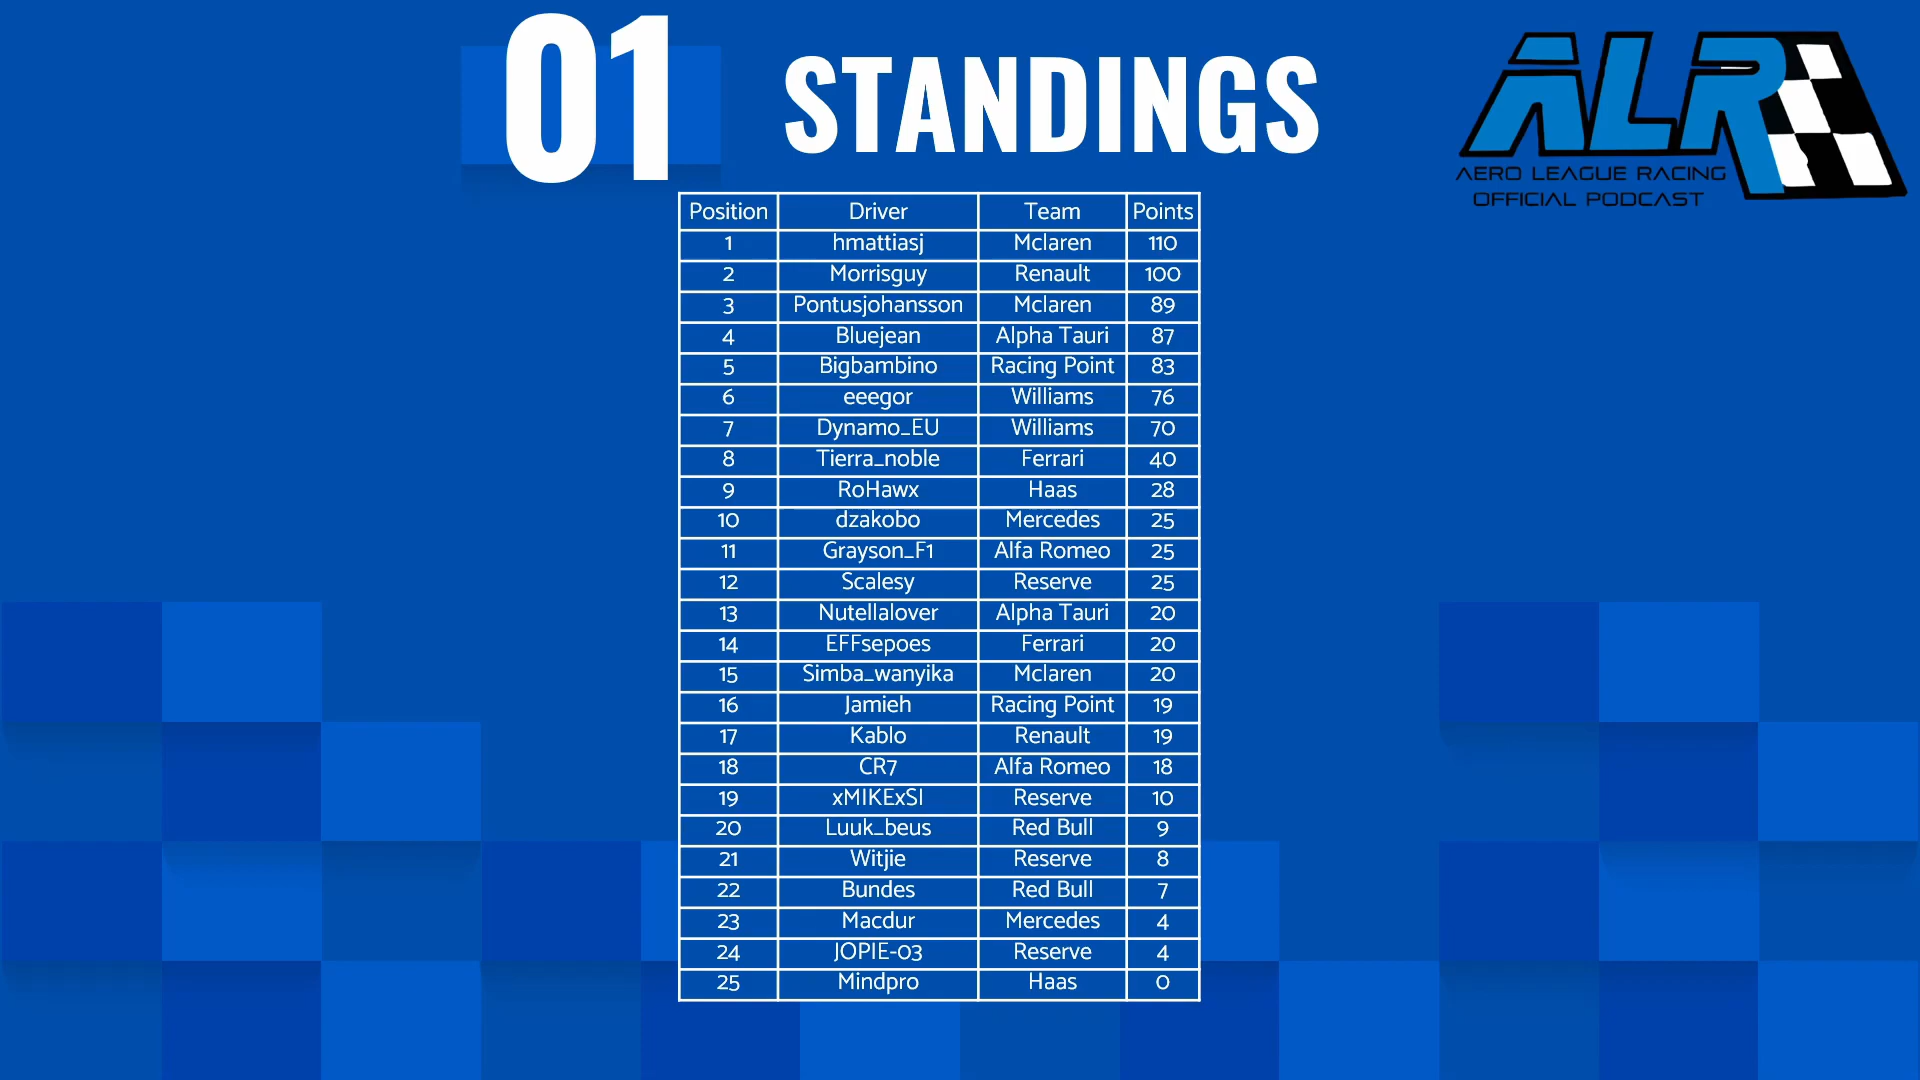 01 STANDINGS
ALR
AERO LEAGUE RACING
OFFICIAL PODCAST
Position Driver Team Points
1 hmattiasj Mclaren 110
2 Morrisguy Renault 100
3 Pontusjohansson Mclaren 89
4 Bluejean Alpha Tauri 87
5 Bigbambino Racing Point 83
6 eeegor Williams 76
7 Dynamo_EU Williams 70
8 Tierra_noble Ferrari 40
9 RoHawx Haas 28
10 dzakobo Mercedes 25
11 Grayson_F1 Alfa Romeo 25
12 Scalesy Reserve 25
13 Nutellalover Alpha Tauri 20
14 EFFsepoes Ferrari 20
15 Simba_wanyika Mclaren 20
16 Jamieh Racing Point 19
17 Kablo Renault 19
18 CR7 Alfa Romeo 18
19 xMIKExSI Reserve 10
20 Luuk_beus Red Bull 9
21 Witjie Reserve 8
22 Bundes Red Bull 7
23 Macdur Mercedes 4
24 JOPIE-03 Reserve 4
25 Mindpro Haas 0